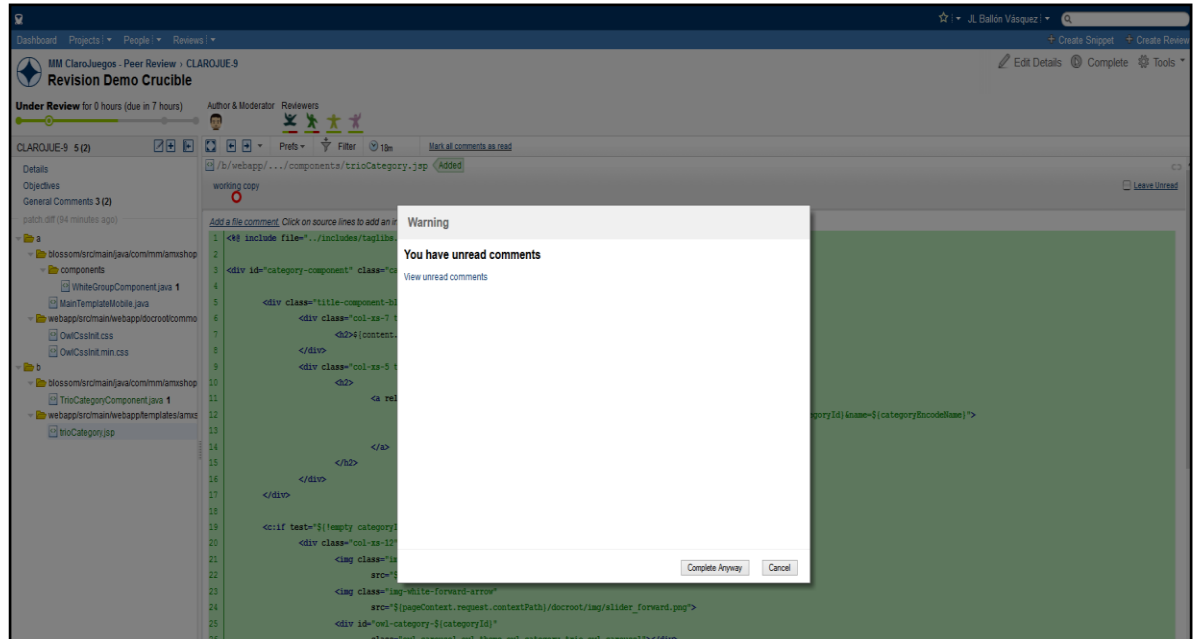 JL Ballón Vásquez
Dashboard Projects People Reviews
+ Create Snippet + Create Review
MM ClaroJuegos - Peer Review › CLAROJUE-9
Revision Demo Crucible
Edit Details Complete Tools
Under Review for 0 hours (due in 7 hours)
Author & Moderator Reviewers
CLAROJUE-9 5 (2)
Prefs Filter 18m Mark all comments as read
Details
Objectives
General Comments 3 (2)
patch.diff (94 minutes ago)
a
blossom/src/main/java/com/mm/amxshop
components
WhiteGroupComponent.java 1
MainTemplateMobile.java
webapp/src/main/webapp/docroot/commo
OwlCssInit.css
OwlCssInit.min.css
b
blossom/src/main/java/com/mm/amxshop
TrioCategoryComponent.java 1
webapp/src/main/webapp/templates/amxs
trioCategory.jsp
/b/webapp/.../components/trioCategory.jsp Added
working copy
Leave Unread
Add a file comment. Click on source lines to add an
1 <%@ include file="../includes/taglibs.
2
3 <div id="category-component" class="ca
4
5 <div class="title-component-bl
6 <div class="col-xs-7 t
7 <h2>${content.
8 </div>
9 <div class="col-xs-5 t
10 <h2>
11 <a rel
12 egoryId}&name=${categoryEncodeName}">
13
14 </a>
15 </h2>
16 </div>
17 </div>
18
19 <c:if test="${!empty categoryI
20 <div class="col-xs-12"
21 <img class="im
22 src="$
23 <img class="img-white-forward-arrow"
24 src="${pageContext.request.contextPath}/docroot/img/slider_forward.png">
25 <div id="owl-category-${categoryId}"
26
Warning
You have unread comments
View unread comments
Complete Anyway Cancel